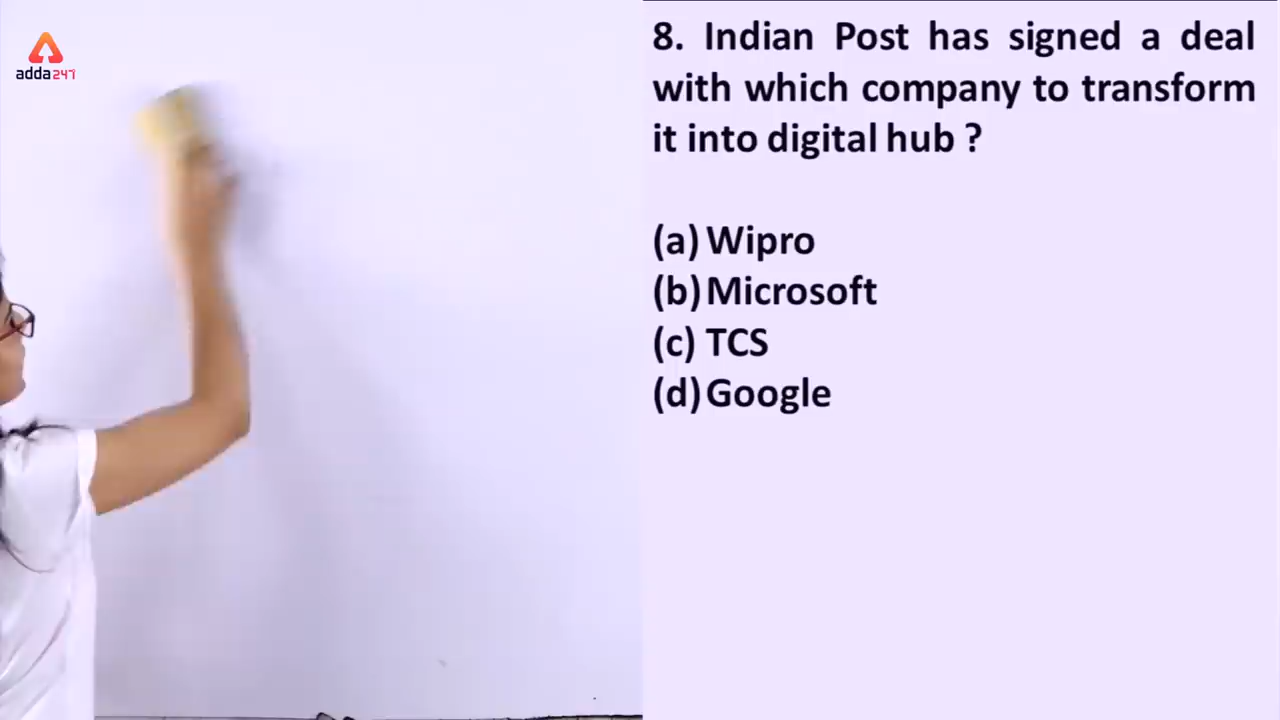 adda247
8. Indian Post has signed a deal
with which company to transform
it into digital hub ?
(a) Wipro
(b) Microsoft
(c) TCS
(d) Google